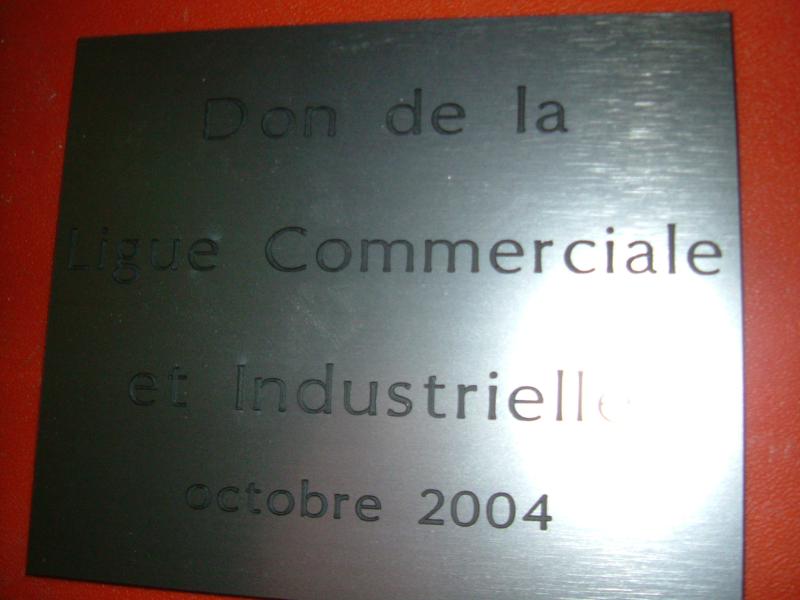 Don de la
Ligue Commerciale
et Industrielle
octobre 2004